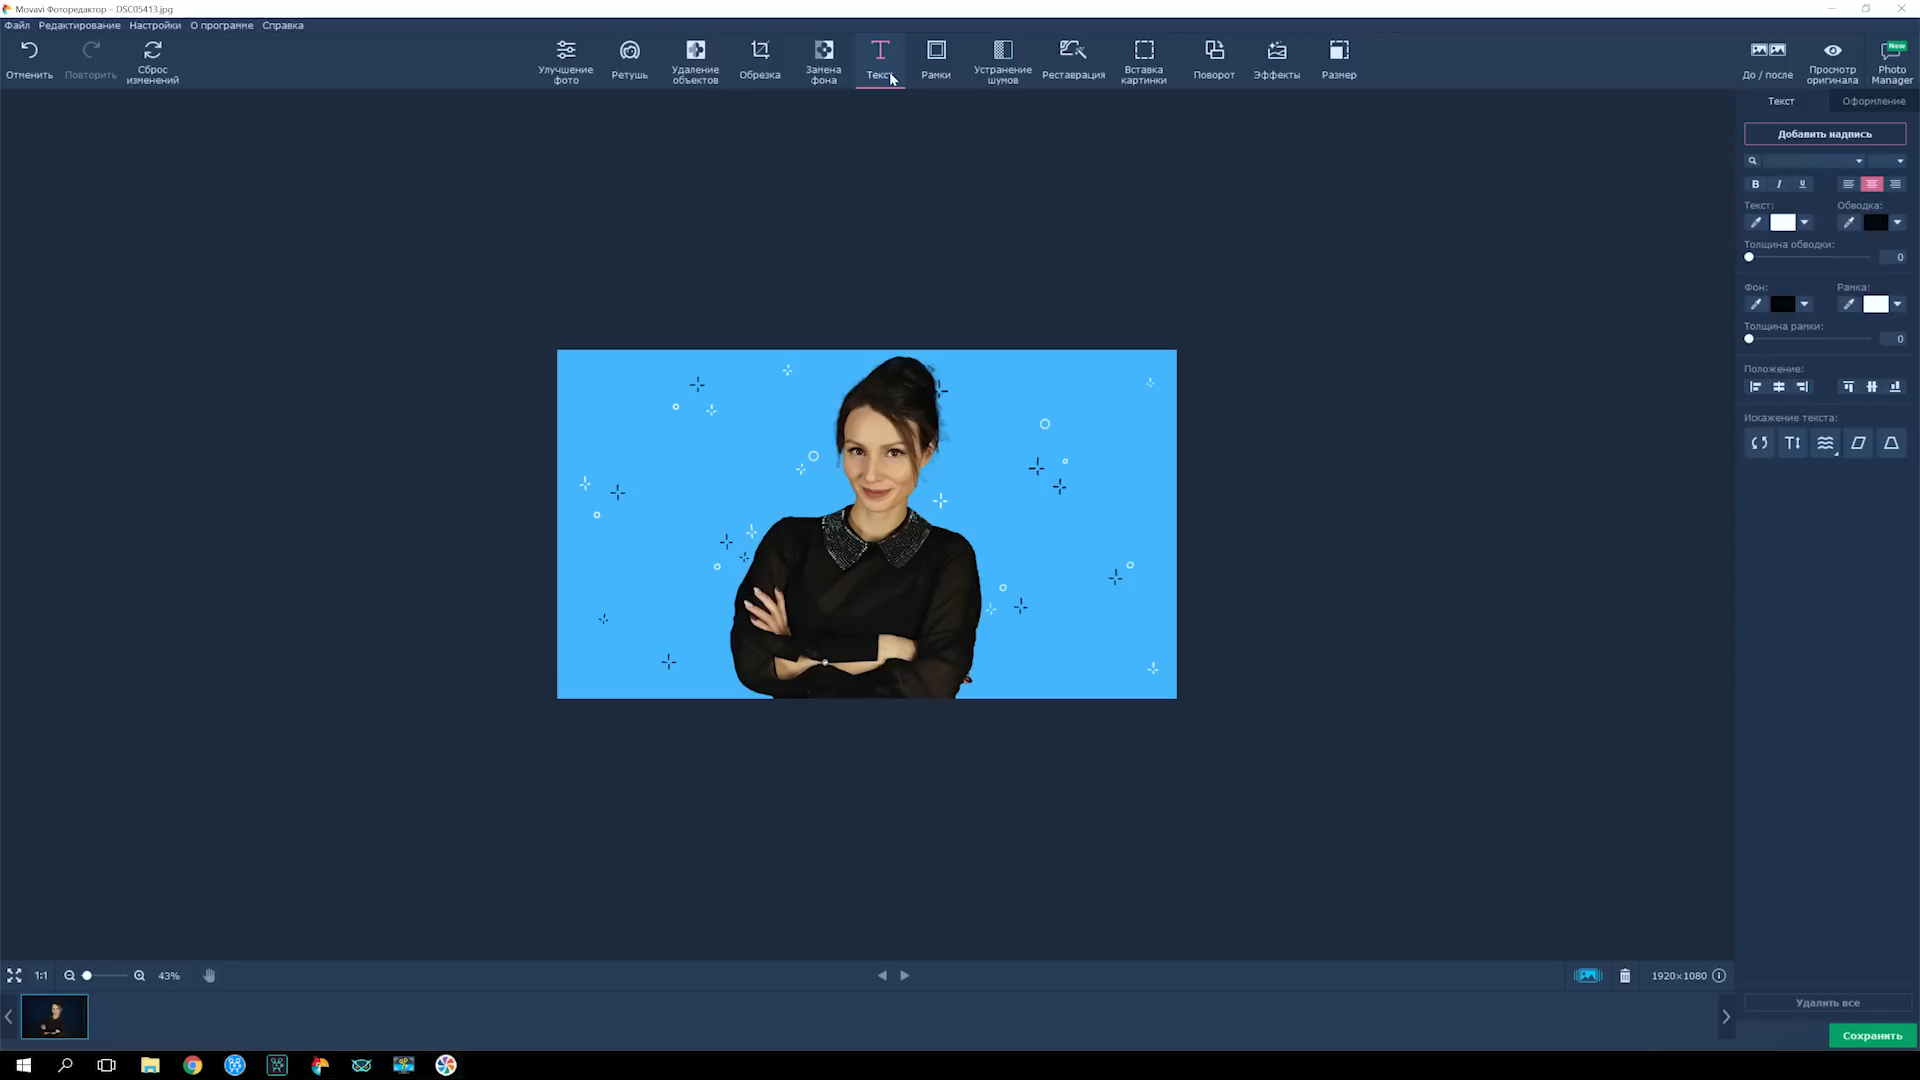 Movavi Фоторедактор – DSC05413.jpg
Файл Редактирование Настройки О программе Справка
Отменить
Повторить
Сброс
изменений
Улучшение
фото
Ретушь
Удаление
объектов
Обрезка
Замена
фона
Текст
Рамки
Устранение
шумов
Реставрация
Вставка
картинки
Поворот
Эффекты
Размер
До / после
Просмотр
оригинала
New
Photo
Manager
Текст Оформление
Добавить надпись
B I U
Текст: Обводка:
Толщина обводки:
0
Фон: Рамка:
Толщина рамки:
0
Положение:
Искажение текста:
1:1 43% 1920×1080
Удалить все
Сохранить